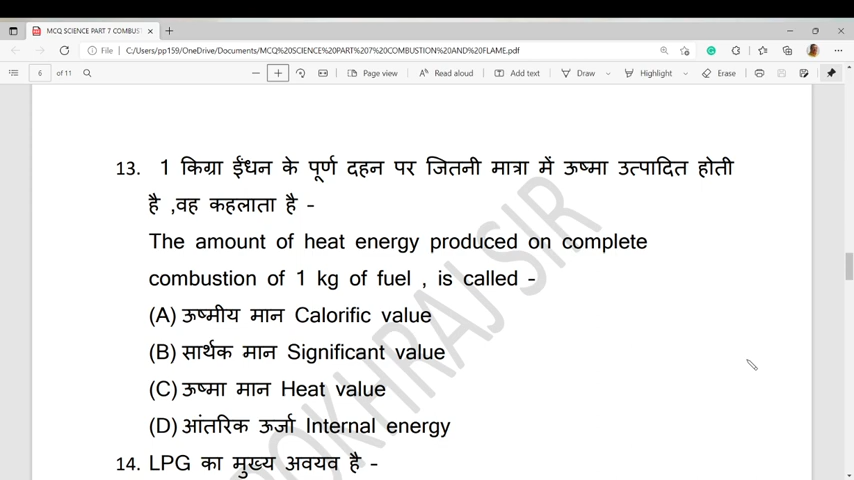 MCQ SCIENCE PART 7 COMBUST
File
C:/Users/pp159/OneDrive/Documents/MCQ%20SCIENCE%20PART%207%20COMBUSTION%20AND%20FLAME.pdf
6 of 11
Page view
Read aloud
Add text
Draw
Highlight
Erase
13. 1 किग्रा ईंधन के पूर्ण दहन पर जितनी मात्रा में ऊष्मा उत्पादित होती
है ,वह कहलाता है -
The amount of heat energy produced on complete
combustion of 1 kg of fuel , is called -
(A) ऊष्मीय मान Calorific value
(B) सार्थक मान Significant value
(C) ऊष्मा मान Heat value
(D) आंतरिक ऊर्जा Internal energy
14. LPG का मुख्य अवयव है -
POKHRAJ SIR